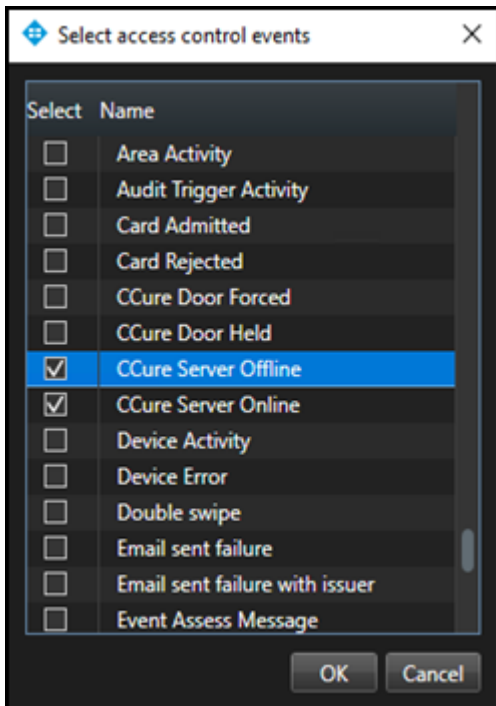 Select access control events
Select Name
Area Activity
Audit Trigger Activity
Card Admitted
Card Rejected
CCure Door Forced
CCure Door Held
CCure Server Offline
CCure Server Online
Device Activity
Device Error
Double swipe
Email sent failure
Email sent failure with issuer
Event Assess Message
OK Cancel